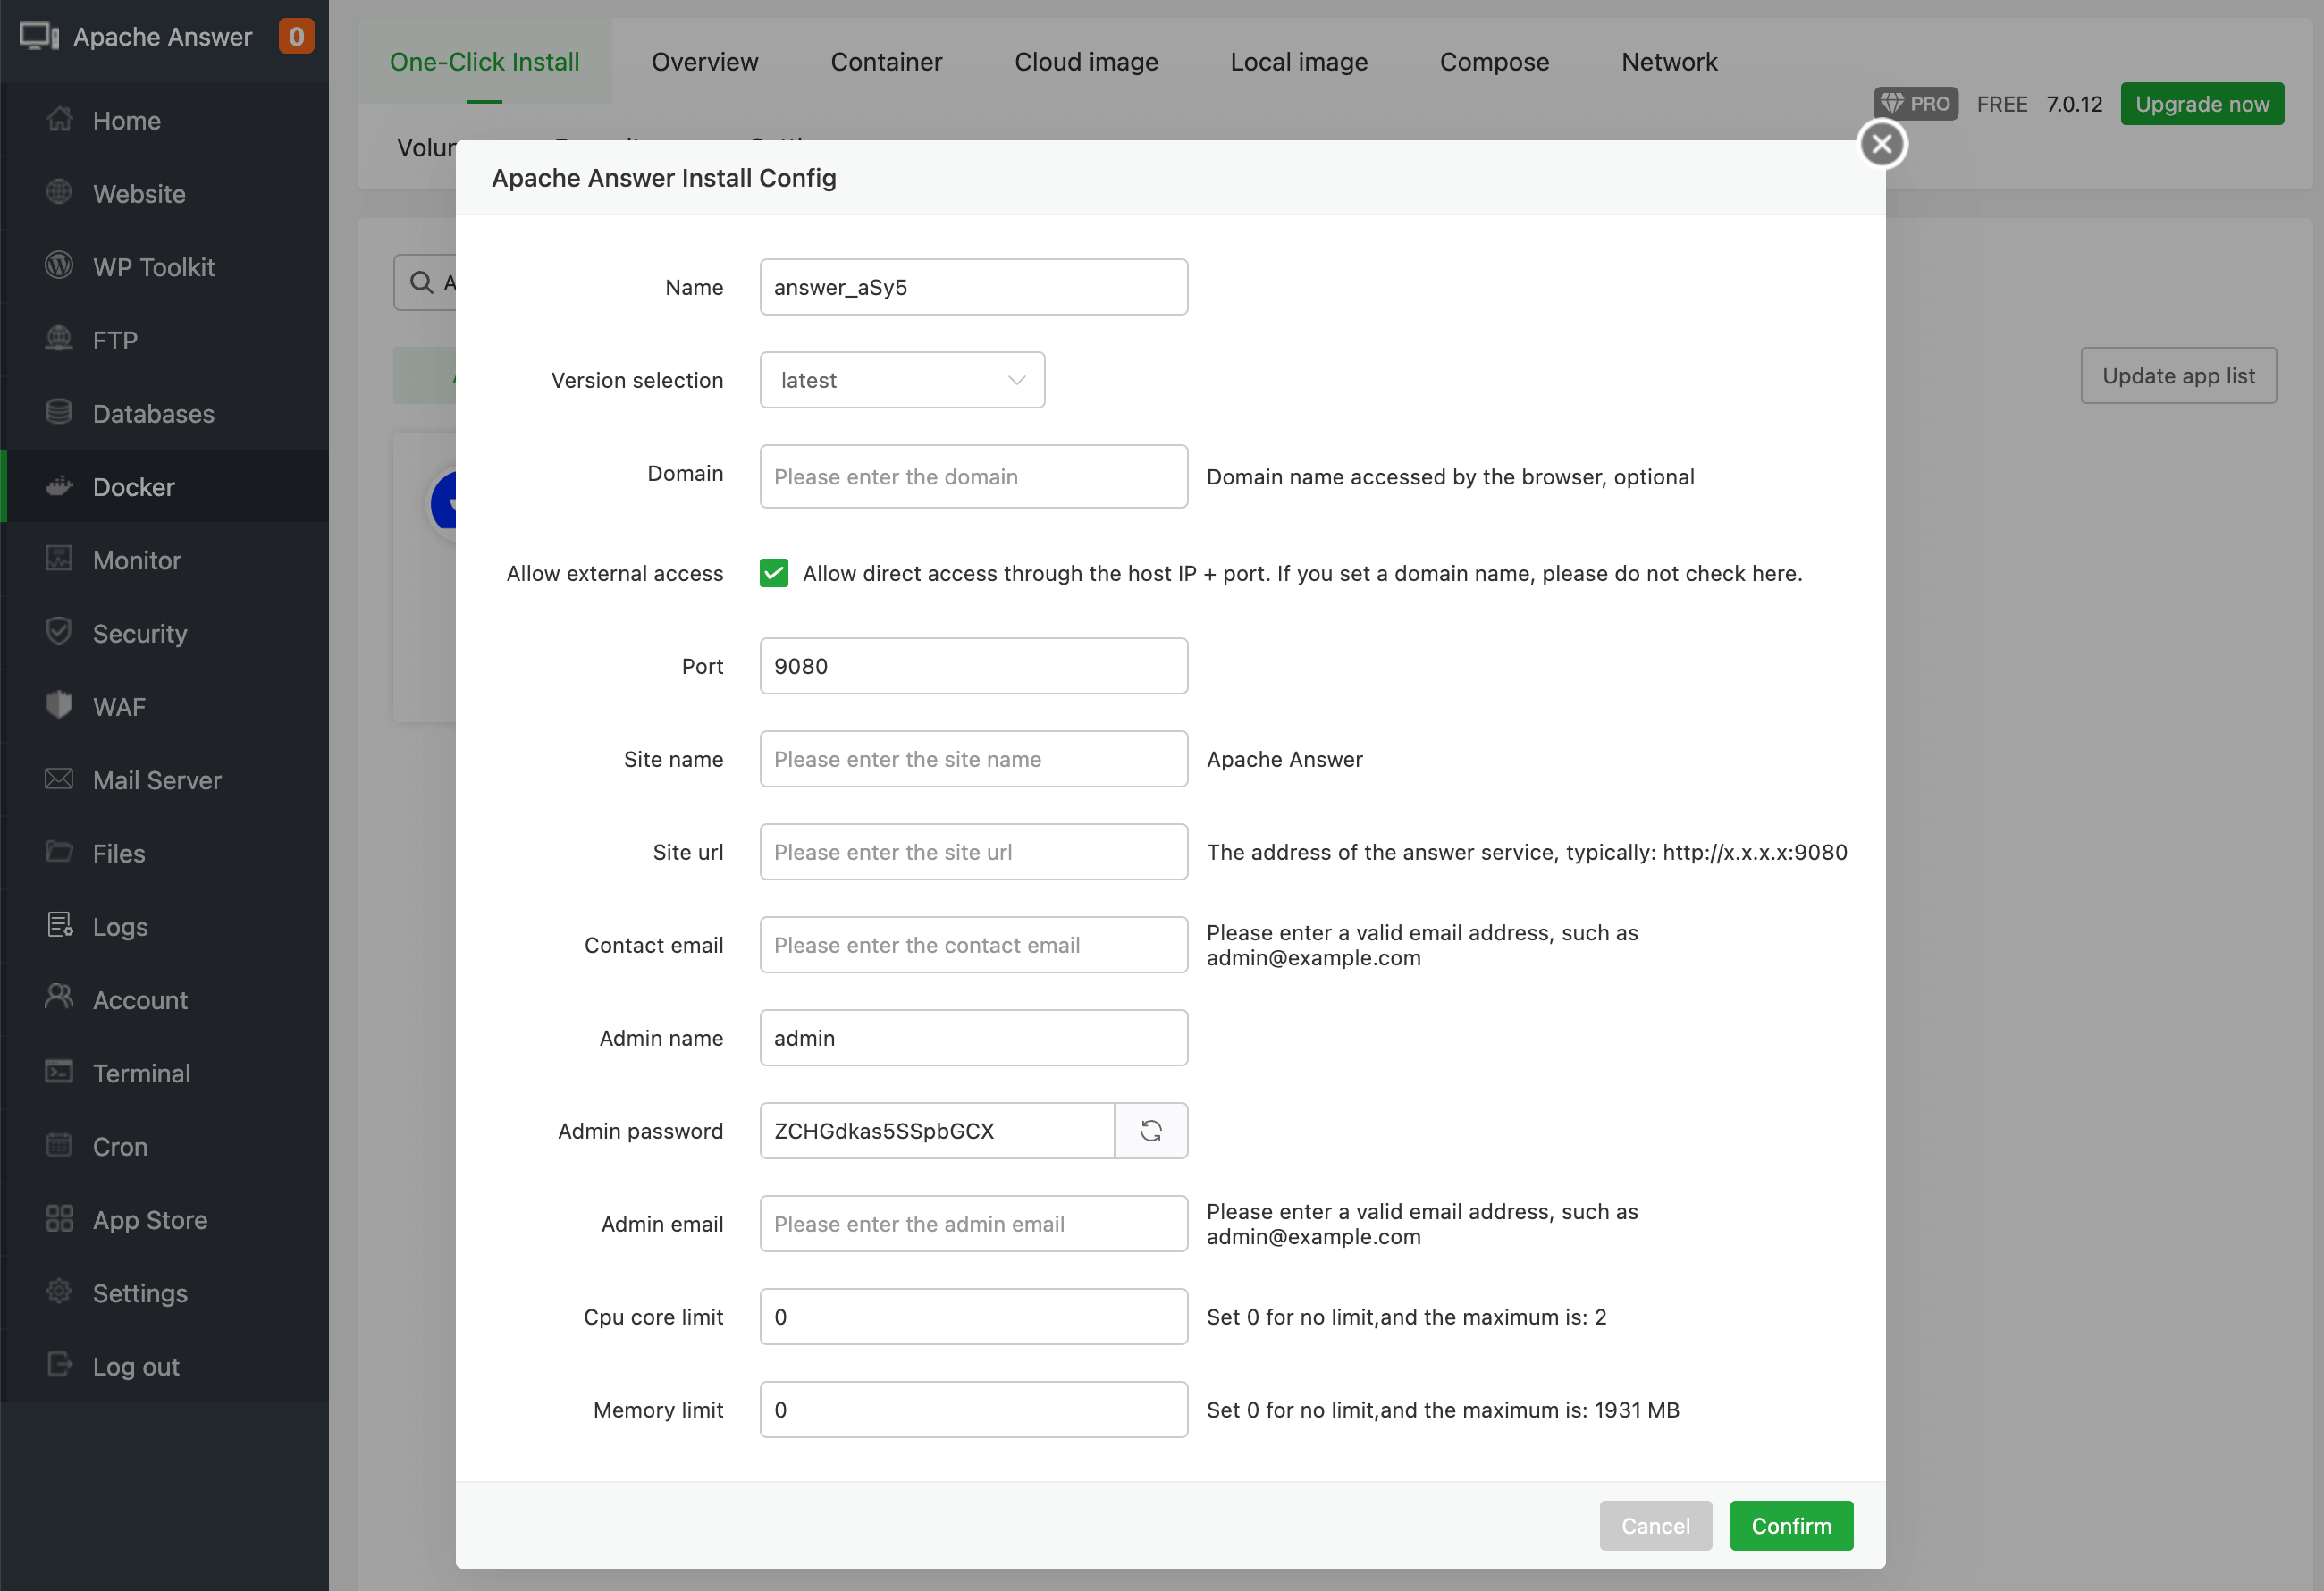 Apache Answer 0
Home
Website
WP Toolkit
FTP
Databases
Docker
Monitor
Security
WAF
Mail Server
Files
Logs
Account
Terminal
Cron
App Store
Settings
Log out
One-Click Install Overview Container Cloud image Local image Compose Network
PRO FREE 7.0.12 Upgrade now
Update app list
Apache Answer Install Config
Name answer_aSy5
Version selection latest
Domain Please enter the domain Domain name accessed by the browser, optional
Allow external access Allow direct access through the host IP + port. If you set a domain name, please do not check here.
Port 9080
Site name Please enter the site name Apache Answer
Site url Please enter the site url The address of the answer service, typically: http://x.x.x.x:9080
Contact email Please enter the contact email Please enter a valid email address, such as
admin@example.com
Admin name admin
Admin password ZCHGdkas5SSpbGCX
Admin email Please enter the admin email Please enter a valid email address, such as
admin@example.com
Cpu core limit 0 Set 0 for no limit,and the maximum is: 2
Memory limit 0 Set 0 for no limit,and the maximum is: 1931 MB
Cancel Confirm